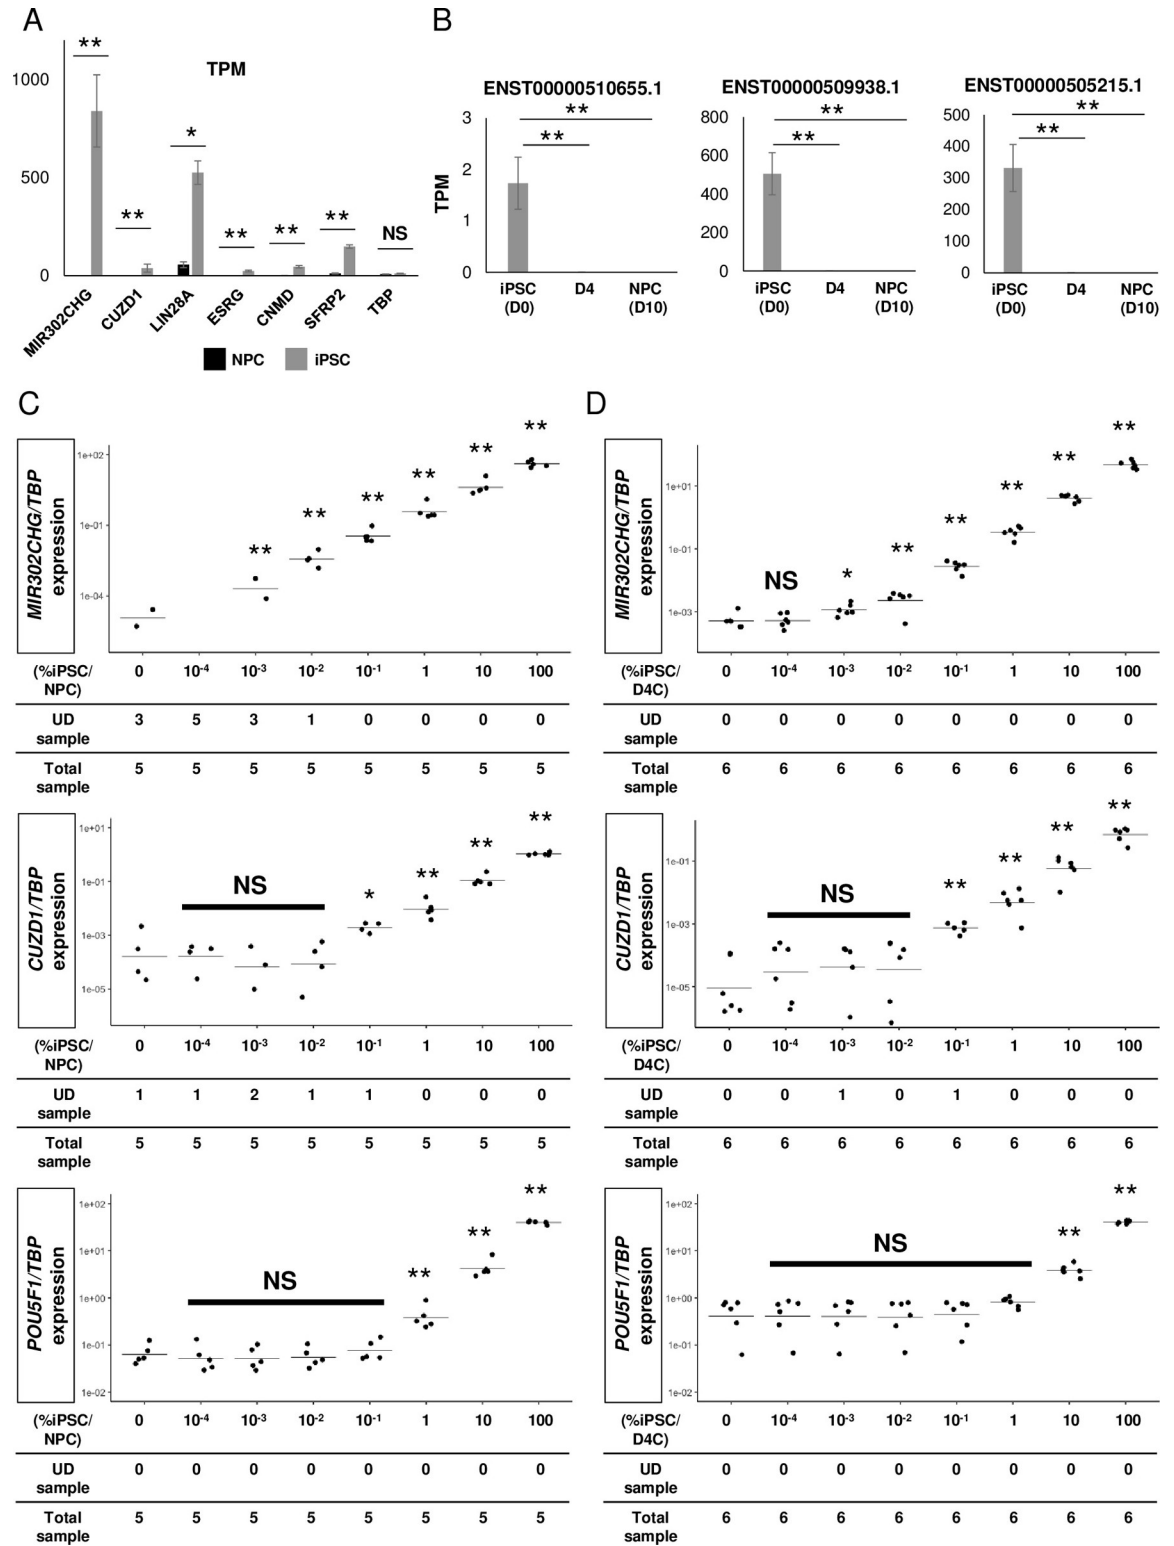 A
**
TPM
1000
*
500
**
**
**
**
NS
0
MIR302CHG
CUZD1
LIN28A
ESRG
CNMD
SFRP2
TBP
NPC
iPSC
B
ENST00000510655.1
**
**
3
2
1
0
TPM
iPSC
(D0)
D4
NPC
(D10)
ENST00000509938.1
**
**
800
600
400
200
0
iPSC
(D0)
D4
NPC
(D10)
ENST00000505215.1
**
**
500
400
300
200
100
0
iPSC
(D0)
D4
NPC
(D10)
C
MIR302CHG/TBP
expression
1e+02
1e-01
1e-04
** ** ** ** ** **
(%iPSC/ 0 10-4 10-3 10-2 10-1 1 10 100
NPC)
UD 3 5 3 1 0 0 0 0
sample
Total 5 5 5 5 5 5 5 5
sample
CUZD1/TBP
expression
1e+01
1e-01
1e-03
1e-05
NS * ** ** **
(%iPSC/ 0 10-4 10-3 10-2 10-1 1 10 100
NPC)
UD 1 1 2 1 1 0 0 0
sample
Total 5 5 5 5 5 5 5 5
sample
POU5F1/TBP
expression
1e+02
1e+01
1e+00
1e-01
1e-02
NS ** ** **
(%iPSC/ 0 10-4 10-3 10-2 10-1 1 10 100
NPC)
UD 0 0 0 0 0 0 0 0
sample
Total 5 5 5 5 5 5 5 5
sample
D
MIR302CHG/TBP
expression
1e+01
1e-01
1e-03
NS * ** ** ** ** **
(%iPSC/ 0 10-4 10-3 10-2 10-1 1 10 100
D4C)
UD 0 0 0 0 0 0 0 0
sample
Total 6 6 6 6 6 6 6 6
sample
CUZD1/TBP
expression
1e-01
1e-03
1e-05
NS ** ** ** **
(%iPSC/ 0 10-4 10-3 10-2 10-1 1 10 100
D4C)
UD 0 0 1 0 1 0 0 0
sample
Total 6 6 6 6 6 6 6 6
sample
POU5F1/TBP
expression
1e+02
1e+01
1e+00
1e-01
1e-02
NS ** **
(%iPSC/ 0 10-4 10-3 10-2 10-1 1 10 100
D4C)
UD 0 0 0 0 0 0 0 0
sample
Total 6 6 6 6 6 6 6 6
sample